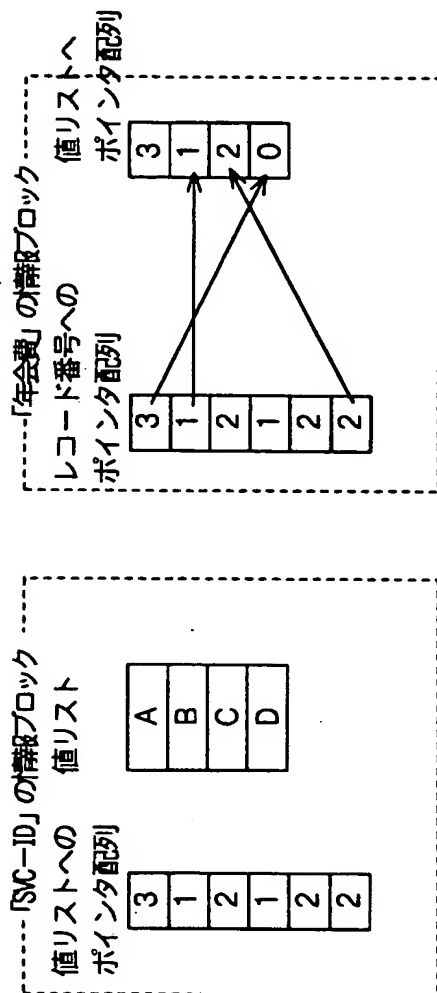 「SVC-ID」の情報ブロック
値リストへの
ポインタ配列
3
1
2
1
2
2
値リスト
A
B
C
D
「年会費」の情報ブロック
レコード番号への
ポインタ配列
3
1
2
1
2
2
値リストへ
ポインタ配列
3
1
2
0